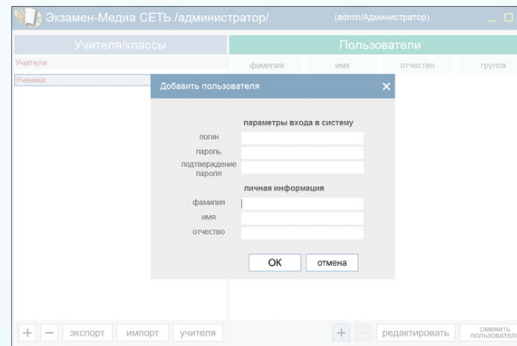 Экзамен-Медиа СЕТЬ /администратор/ (admin/Администратор)
Учителя/классы Пользователи
Учителя фамилия имя отчество группа
Ученики
Добавить пользователя
параметры входа в систему
логин
пароль
подтверждение
пароля
личная информация
фамилия
имя
отчество
ОК отмена
+ − экспорт импорт учителя + − редактировать сменить
пользователя